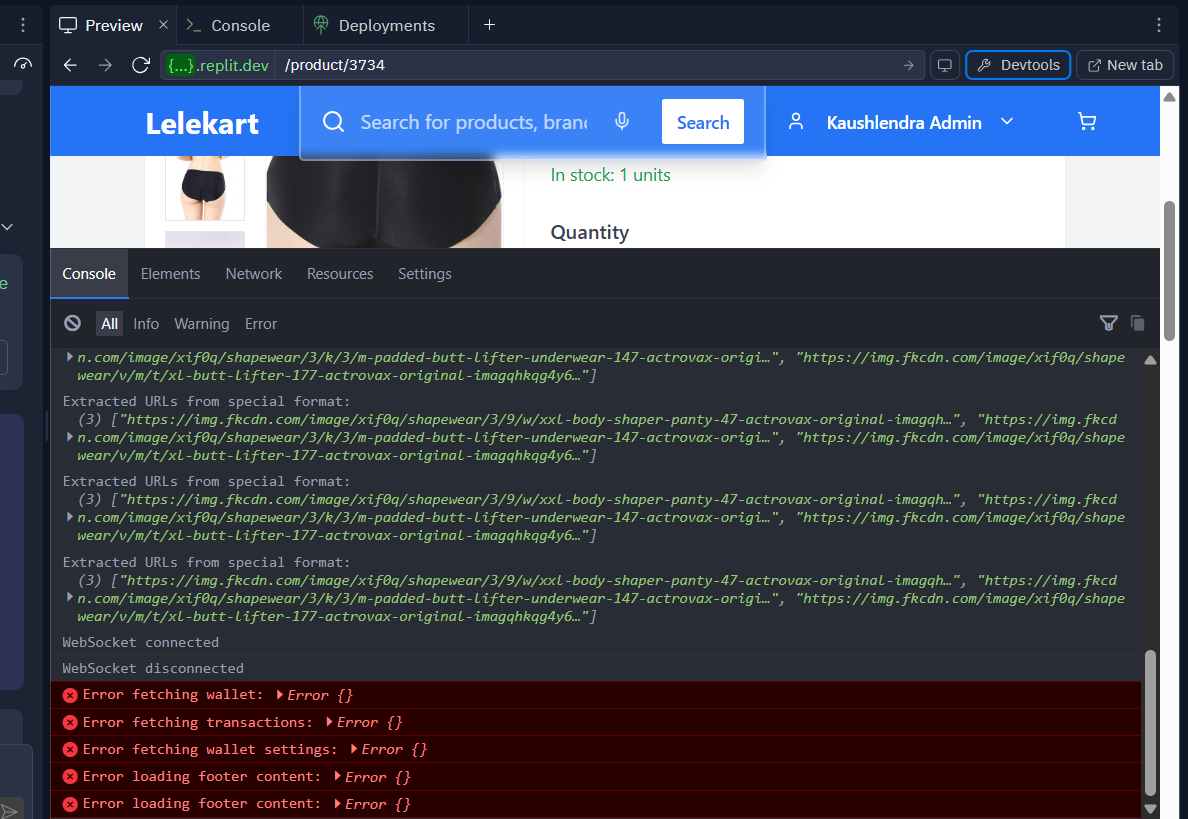 Preview
Console
Deployments
{...}.replit.dev
/product/3734
Devtools
New tab
Lelekart
Search for products, branc
Search
Kaushlendra Admin
In stock: 1 units
Quantity
Console
Elements
Network
Resources
Settings
All
Info
Warning
Error
n.com/image/xif0q/shapewear/3/k/3/m-padded-butt-lifter-underwear-147-actrovax-origi…", "https://img.fkcdn.com/image/xif0q/shape
wear/v/m/t/xl-butt-lifter-177-actrovax-original-imagqhkqg4y6…"]
Extracted URLs from special format:
(3) ["https://img.fkcdn.com/image/xif0q/shapewear/3/9/w/xxl-body-shaper-panty-47-actrovax-original-imagqh…", "https://img.fkcd
n.com/image/xif0q/shapewear/3/k/3/m-padded-butt-lifter-underwear-147-actrovax-origi…", "https://img.fkcdn.com/image/xif0q/shape
wear/v/m/t/xl-butt-lifter-177-actrovax-original-imagqhkqg4y6…"]
Extracted URLs from special format:
(3) ["https://img.fkcdn.com/image/xif0q/shapewear/3/9/w/xxl-body-shaper-panty-47-actrovax-original-imagqh…", "https://img.fkcd
n.com/image/xif0q/shapewear/3/k/3/m-padded-butt-lifter-underwear-147-actrovax-origi…", "https://img.fkcdn.com/image/xif0q/shape
wear/v/m/t/xl-butt-lifter-177-actrovax-original-imagqhkqg4y6…"]
Extracted URLs from special format:
(3) ["https://img.fkcdn.com/image/xif0q/shapewear/3/9/w/xxl-body-shaper-panty-47-actrovax-original-imagqh…", "https://img.fkcd
n.com/image/xif0q/shapewear/3/k/3/m-padded-butt-lifter-underwear-147-actrovax-origi…", "https://img.fkcdn.com/image/xif0q/shape
wear/v/m/t/xl-butt-lifter-177-actrovax-original-imagqhkqg4y6…"]
WebSocket connected
WebSocket disconnected
Error fetching wallet: Error {}
Error fetching transactions: Error {}
Error fetching wallet settings: Error {}
Error loading footer content: Error {}
Error loading footer content: Error {}